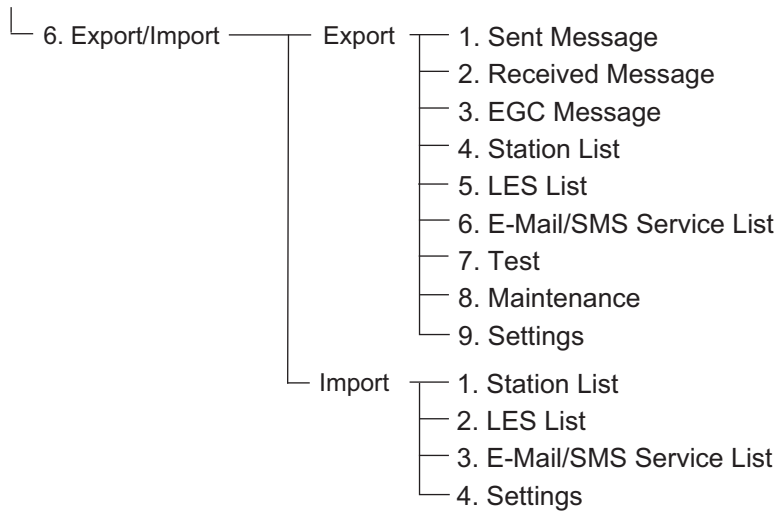 6. Export/Import Export 1. Sent Message
2. Received Message
3. EGC Message
4. Station List
5. LES List
6. E-Mail/SMS Service List
7. Test
8. Maintenance
9. Settings
Import 1. Station List
2. LES List
3. E-Mail/SMS Service List
4. Settings